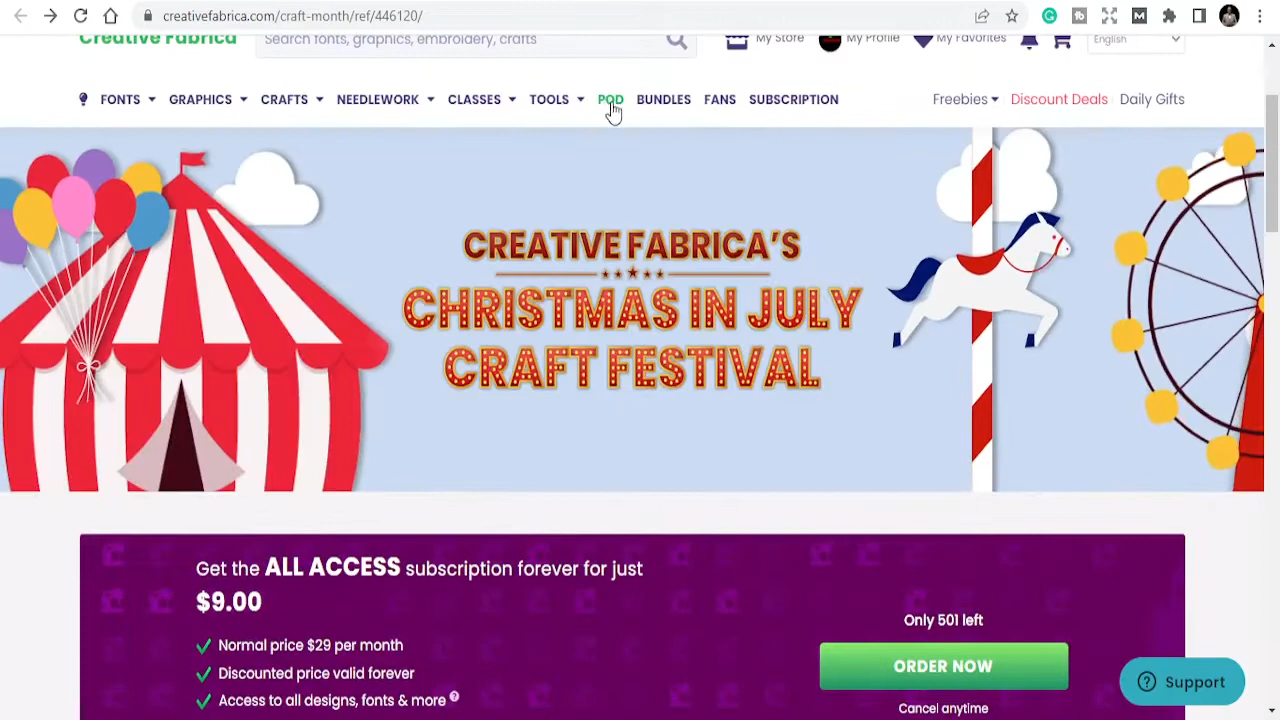 creativefabrica.com/craft-month/ref/446120/
Creative Fabrica
Search fonts, graphics, embroidery, crafts
My Store
My Profile
My Favorites
English
FONTS GRAPHICS CRAFTS NEEDLEWORK CLASSES TOOLS POD BUNDLES FANS SUBSCRIPTION Freebies Discount Deals Daily Gifts
CREATIVE FABRICA'S
CHRISTMAS IN JULY
CRAFT FESTIVAL
Get the ALL ACCESS subscription forever for just
$9.00
Normal price $29 per month
Discounted price valid forever
Access to all designs, fonts & more ?
Only 501 left
ORDER NOW
Cancel anytime
? Support